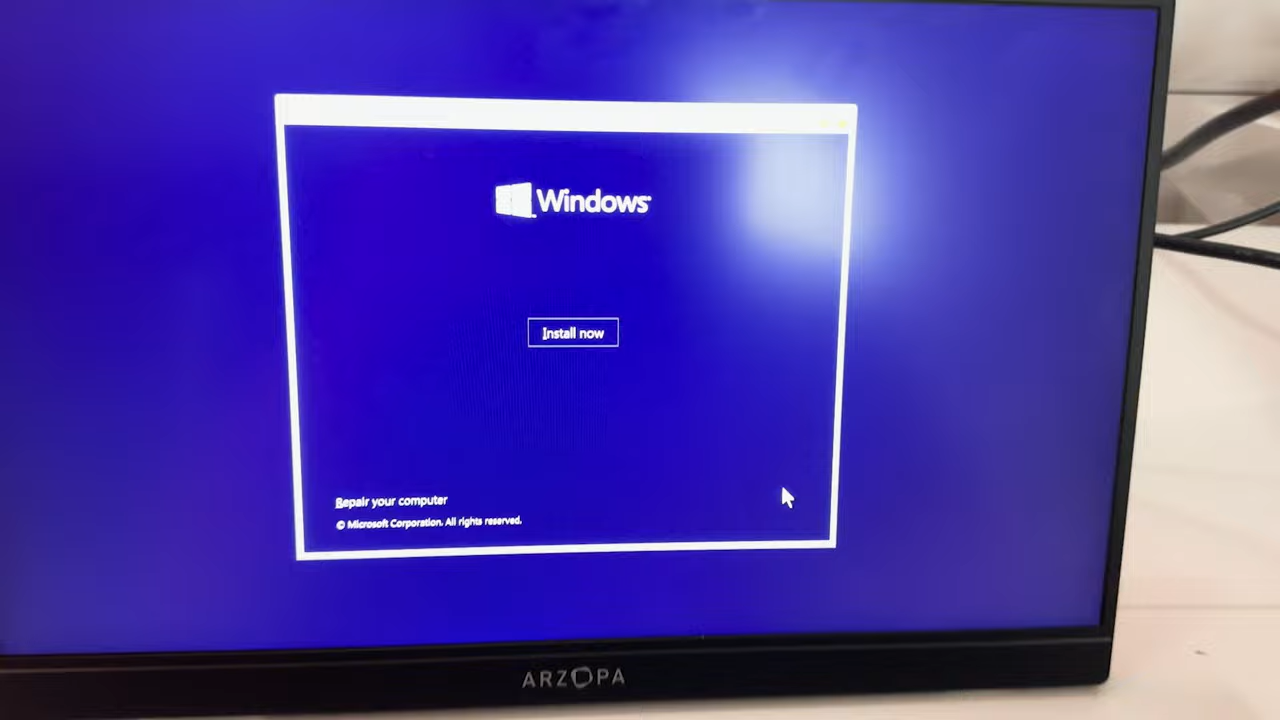 Windows
Install now
Repair your computer
© Microsoft Corporation. All rights reserved.
ARZOPA